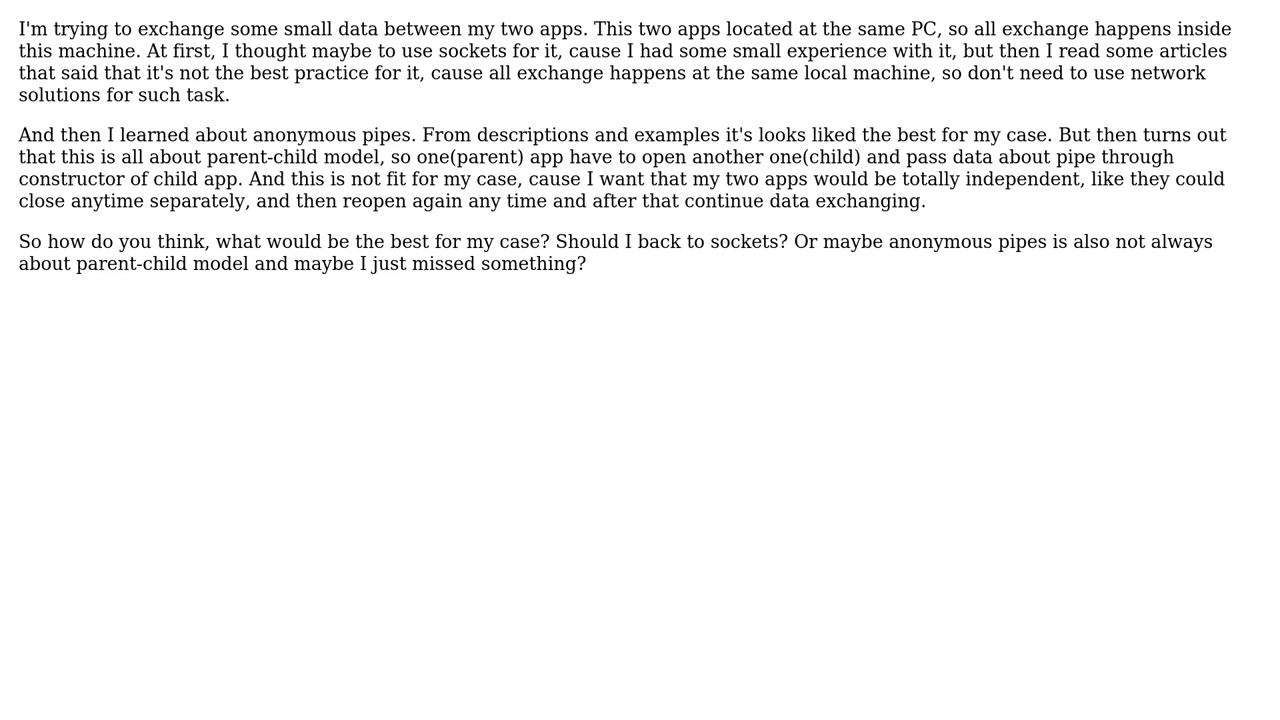 I'm trying to exchange some small data between my two apps. This two apps located at the same PC, so all exchange happens inside
this machine. At first, I thought maybe to use sockets for it, cause I had some small experience with it, but then I read some articles
that said that it's not the best practice for it, cause all exchange happens at the same local machine, so don't need to use network
solutions for such task.
And then I learned about anonymous pipes. From descriptions and examples it's looks liked the best for my case. But then turns out
that this is all about parent-child model, so one(parent) app have to open another one(child) and pass data about pipe through
constructor of child app. And this is not fit for my case, cause I want that my two apps would be totally independent, like they could
close anytime separately, and then reopen again any time and after that continue data exchanging.
So how do you think, what would be the best for my case? Should I back to sockets? Or maybe anonymous pipes is also not always
about parent-child model and maybe I just missed something?